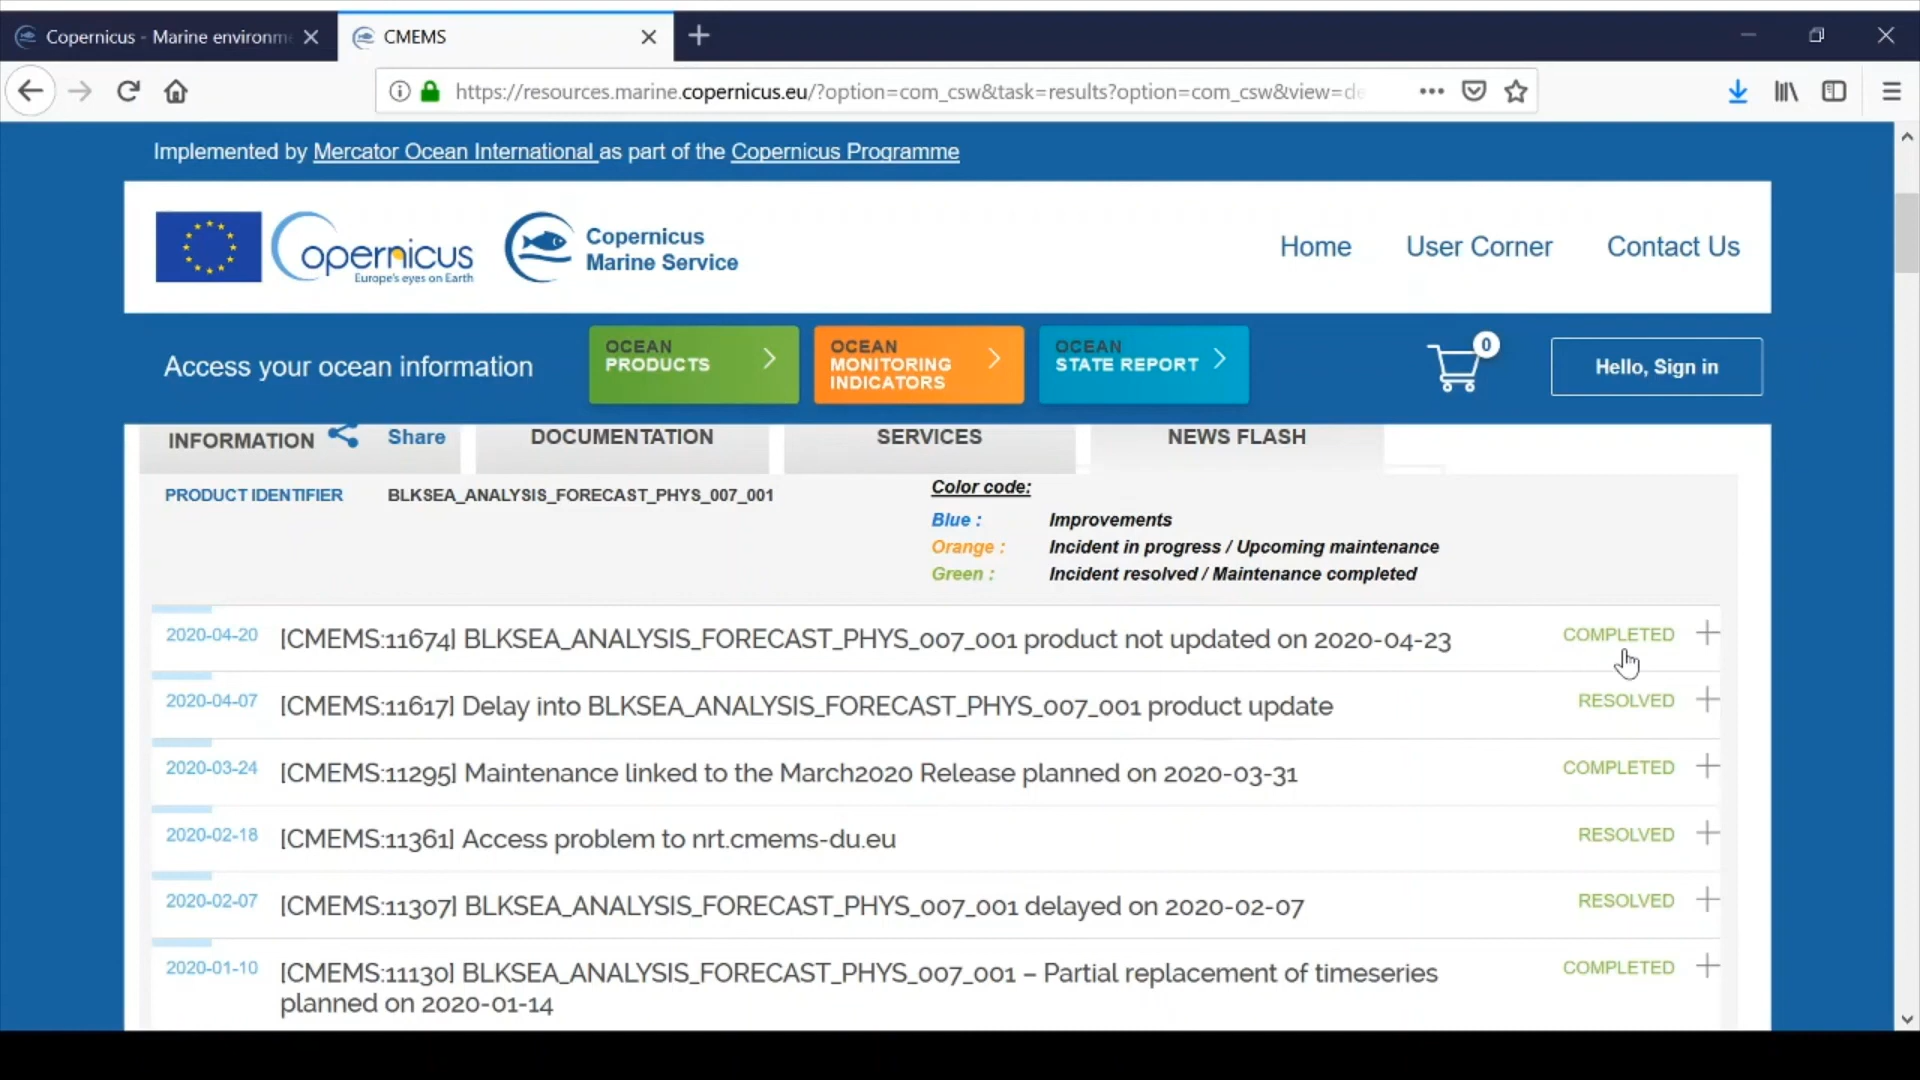 Copernicus - Marine environme
CMEMS
https://resources.marine.copernicus.eu/?option=com_csw&task=results?option=com_csw&view=de
Implemented by Mercator Ocean International as part of the Copernicus Programme
opernicus
Europe's eyes on Earth
Copernicus
Marine Service
Home User Corner Contact Us
Access your ocean information
OCEAN
PRODUCTS
OCEAN
MONITORING
INDICATORS
OCEAN
STATE REPORT
0
Hello, Sign in
INFORMATION Share DOCUMENTATION SERVICES NEWS FLASH
PRODUCT IDENTIFIER BLKSEA_ANALYSIS_FORECAST_PHYS_007_001
Color code:
Blue : Improvements
Orange : Incident in progress / Upcoming maintenance
Green : Incident resolved / Maintenance completed
2020-04-20 [CMEMS:11674] BLKSEA_ANALYSIS_FORECAST_PHYS_007_001 product not updated on 2020-04-23 COMPLETED
2020-04-07 [CMEMS:11617] Delay into BLKSEA_ANALYSIS_FORECAST_PHYS_007_001 product update RESOLVED
2020-03-24 [CMEMS:11295] Maintenance linked to the March2020 Release planned on 2020-03-31 COMPLETED
2020-02-18 [CMEMS:11361] Access problem to nrt.cmems-du.eu RESOLVED
2020-02-07 [CMEMS:11307] BLKSEA_ANALYSIS_FORECAST_PHYS_007_001 delayed on 2020-02-07 RESOLVED
2020-01-10 [CMEMS:11130] BLKSEA_ANALYSIS_FORECAST_PHYS_007_001 – Partial replacement of timeseries COMPLETED
planned on 2020-01-14